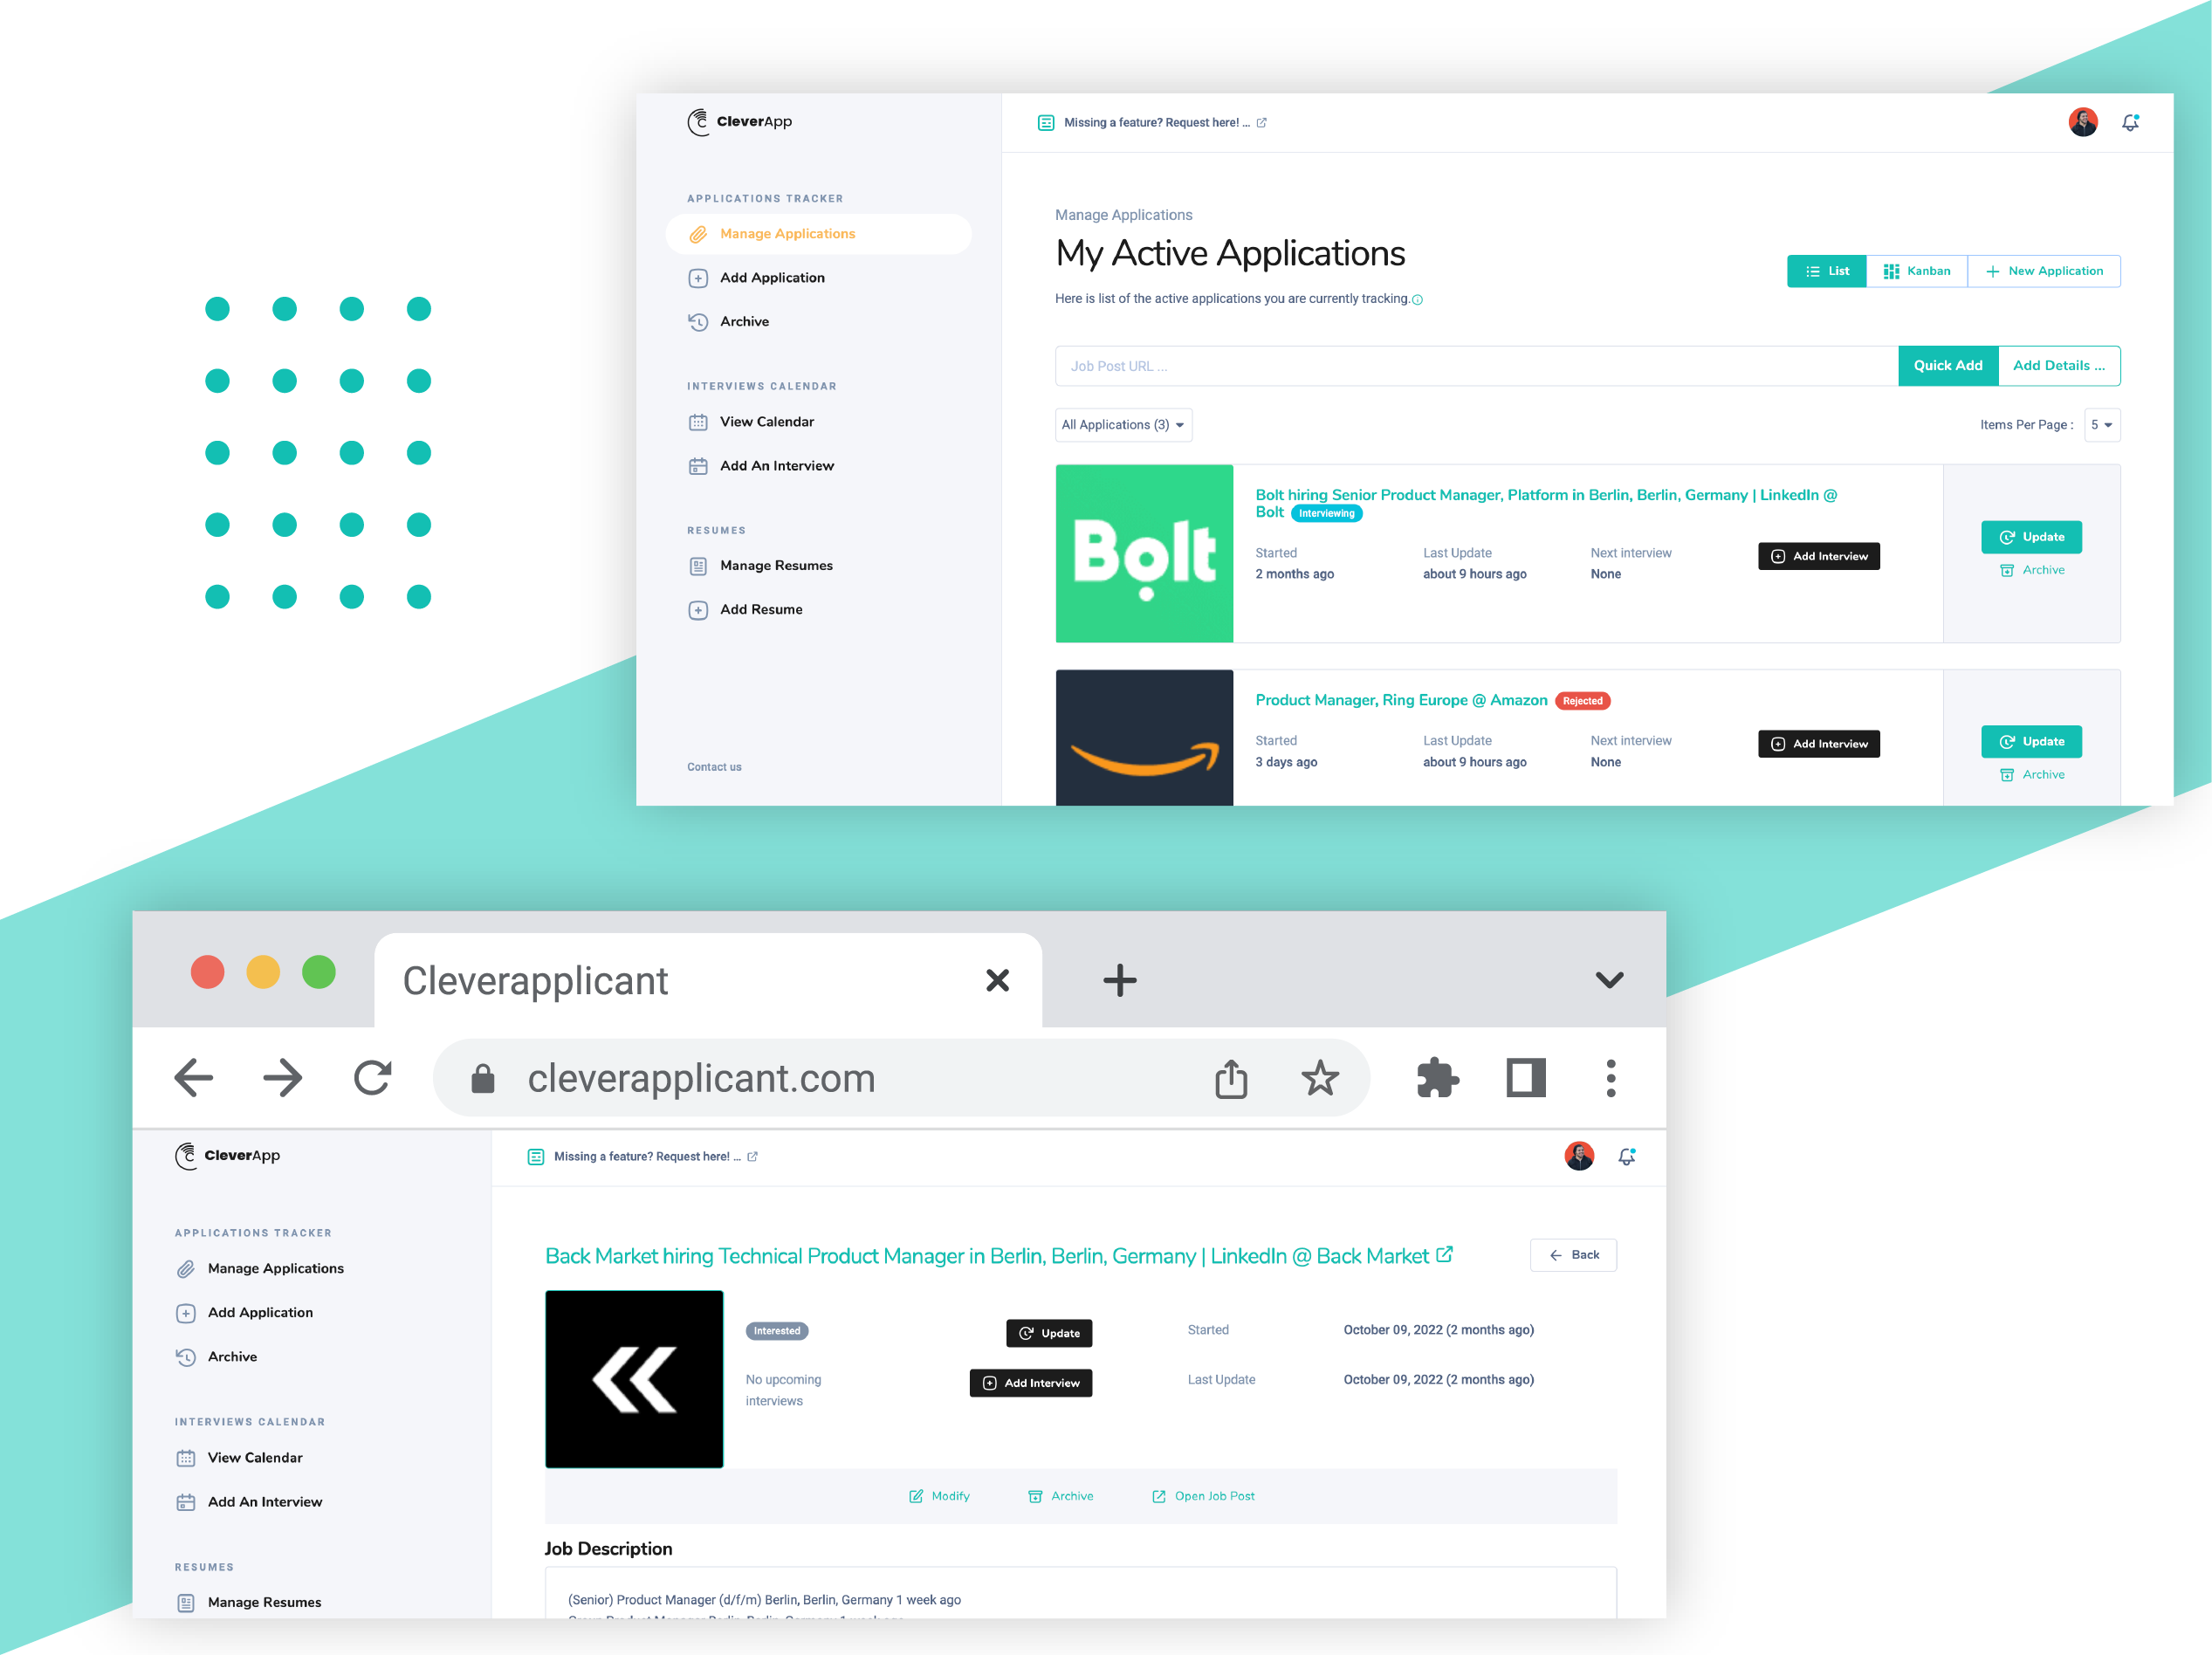 CleverApp
Missing a feature? Request here! ...
APPLICATIONS TRACKER
Manage Applications
Add Application
Archive
INTERVIEWS CALENDAR
View Calendar
Add An Interview
RESUMES
Manage Resumes
Add Resume
Contact us
Manage Applications
My Active Applications
Here is list of the active applications you are currently tracking.
List
Kanban
New Application
Job Post URL ...
Quick Add
Add Details ...
All Applications (3)
Items Per Page :
5
Bolt
Bolt hiring Senior Product Manager, Platform in Berlin, Berlin, Germany | LinkedIn @
Bolt Interviewing
Started
2 months ago
Last Update
about 9 hours ago
Next interview
None
Add Interview
Update
Archive
Product Manager, Ring Europe @ Amazon Rejected
Started
3 days ago
Last Update
about 9 hours ago
Next interview
None
Add Interview
Update
Archive
Cleverapplicant
cleverapplicant.com
CleverApp
Missing a feature? Request here! ...
APPLICATIONS TRACKER
Manage Applications
Add Application
Archive
INTERVIEWS CALENDAR
View Calendar
Add An Interview
RESUMES
Manage Resumes
Back Market hiring Technical Product Manager in Berlin, Berlin, Germany | LinkedIn @ Back Market
Back
Interested
Update
No upcoming
interviews
Add Interview
Started
October 09, 2022 (2 months ago)
Last Update
October 09, 2022 (2 months ago)
Modify
Archive
Open Job Post
Job Description
(Senior) Product Manager (d/f/m) Berlin, Berlin, Germany 1 week ago